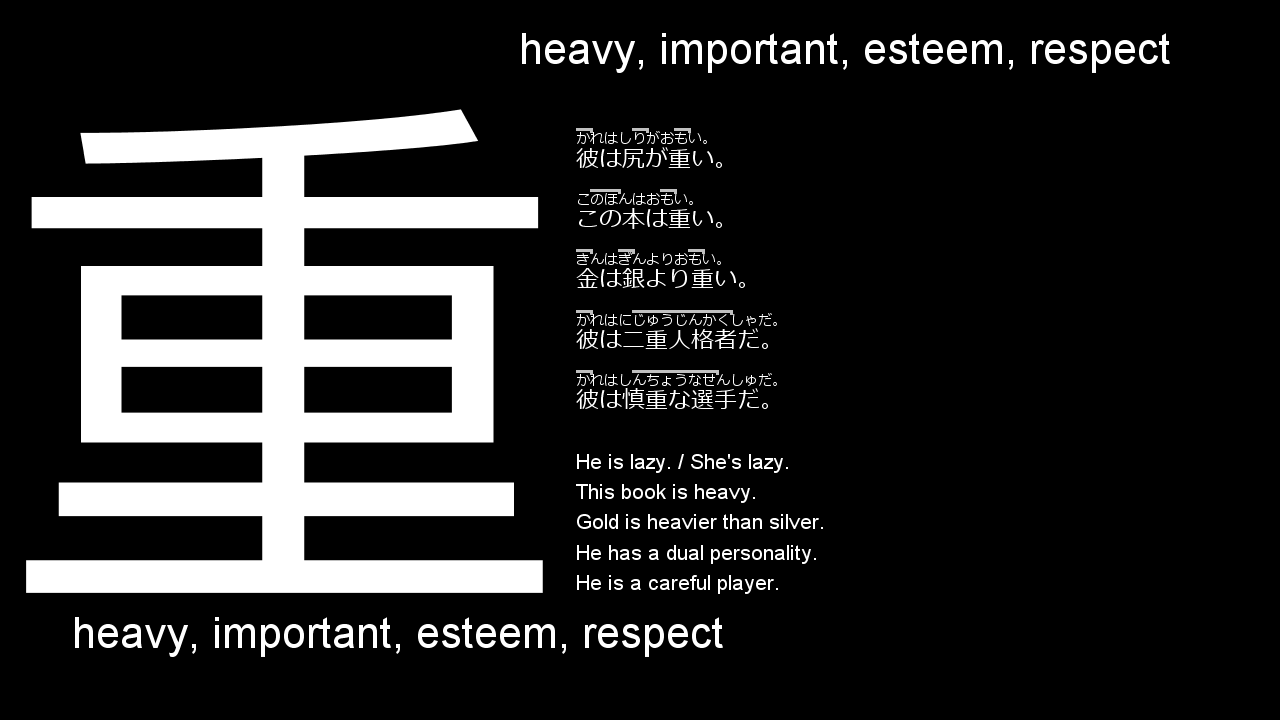 heavy, important, esteem, respect
重
かれはしりがおもい。
彼は尻が重い。
このほんはおもい。
この本は重い。
きんはぎんよりおもい。
金は銀より重い。
かれはにじゅうじんかくしゃだ。
彼は二重人格者だ。
かれはしんちょうなせんしゅだ。
彼は慎重な選手だ。
He is lazy. / She's lazy.
This book is heavy.
Gold is heavier than silver.
He has a dual personality.
He is a careful player.
heavy, important, esteem, respect